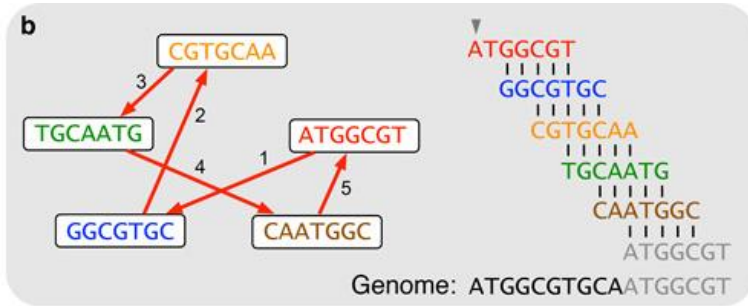 b
CGTGCAA
3
2
TGCAATG
ATGGCGT
4
1
5
GGCGTGC
CAATGGC
ATGGCGT
GGCGTGC
CGTGCAA
TGCAATG
CAATGGC
ATGGCGT
Genome: ATGGCGTGCAATGGCGT